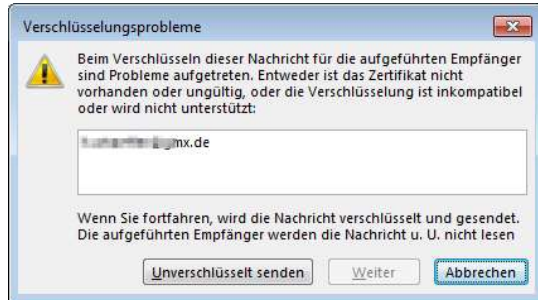 Verschlüsselungsprobleme
Beim Verschlüsseln dieser Nachricht für die aufgeführten Empfänger
sind Probleme aufgetreten. Entweder ist das Zertifikat nicht
vorhanden oder ungültig, oder die Verschlüsselung ist inkompatibel
oder wird nicht unterstützt:
mx.de
Wenn Sie fortfahren, wird die Nachricht verschlüsselt und gesendet.
Die aufgeführten Empfänger werden die Nachricht u. U. nicht lesen
Unverschlüsselt senden Weiter Abbrechen